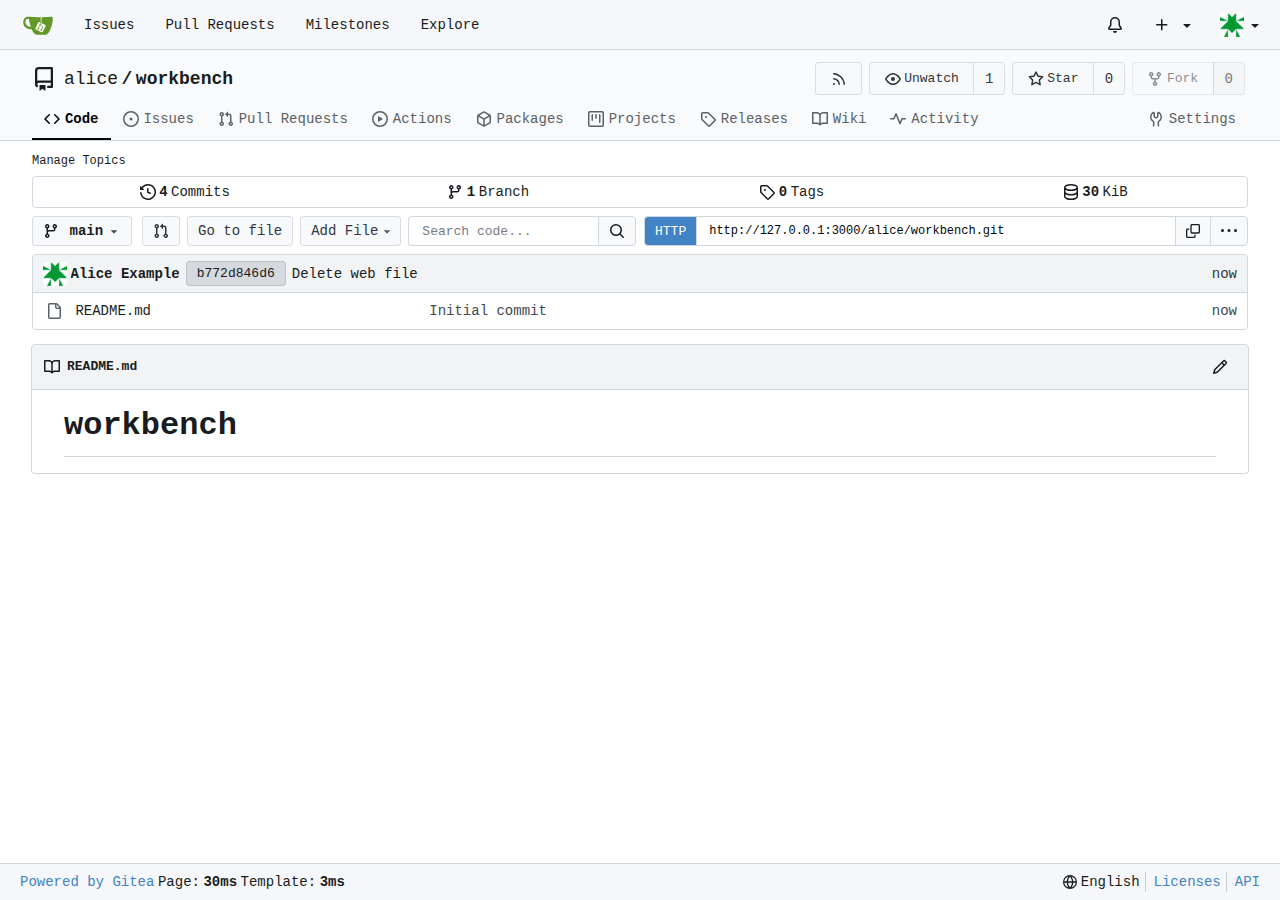 Issues Pull Requests Milestones Explore
alice / workbench Unwatch 1 Star 0 Fork 0
Code Issues Pull Requests Actions Packages Projects Releases Wiki Activity Settings
Manage Topics
4 Commits 1 Branch 0 Tags 30 KiB
main Go to file Add File Search code... HTTP http://127.0.0.1:3000/alice/workbench.git
Alice Example b772d846d6 Delete web file now
README.md Initial commit now
README.md
workbench
Powered by Gitea Page: 30ms Template: 3ms English Licenses API